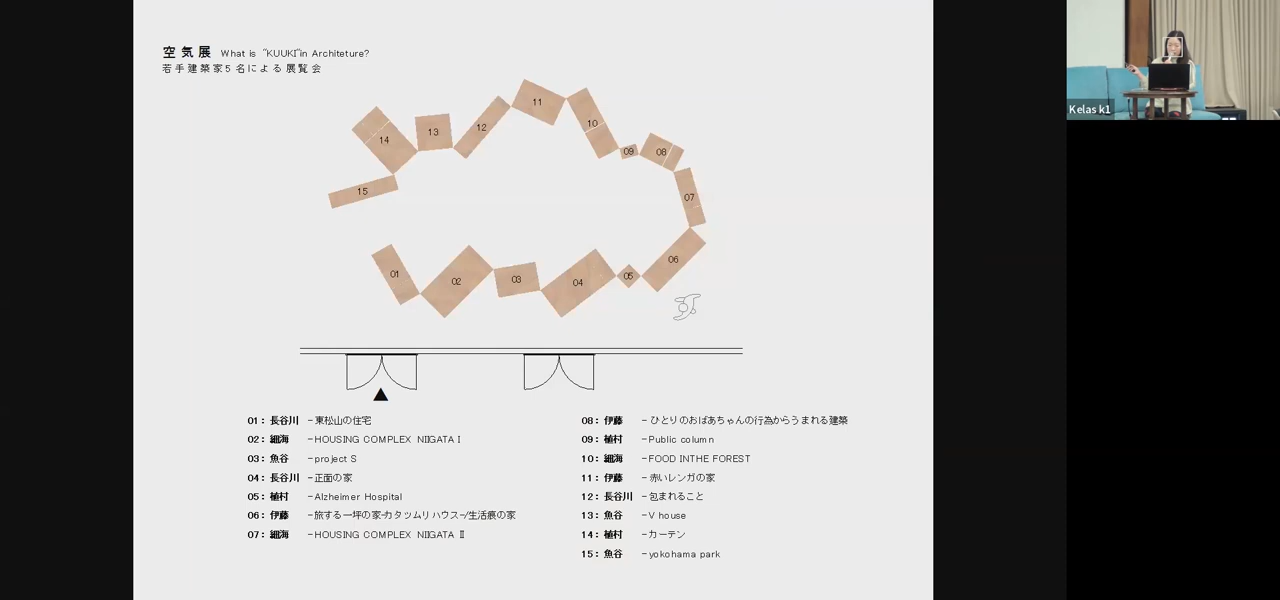 空気展 What is "KUUKI"in Architeture?
若手建築家5名による展覧会
11
10
12
13
14
09
08
15
07
06
01
02
03
04
05
01: 長谷川 -東松山の住宅
02: 細海 -HOUSING COMPLEX NIIGATA I
03: 魚谷 -project S
04: 長谷川 -正面の家
05: 植村 -Alzheimer Hospital
06: 伊藤 -旅する一坪の家-カタツムリハウス-/生活痕の家
07: 細海 -HOUSING COMPLEX NIIGATA II
08: 伊藤 -ひとりのおばあちゃんの行為からうまれる建築
09: 植村 -Public column
10: 細海 -FOOD INTHE FOREST
11: 伊藤 -赤いレンガの家
12: 長谷川 -包まれること
13: 魚谷 -V house
14: 植村 -カーテン
15: 魚谷 -yokohama park
Kelas k1